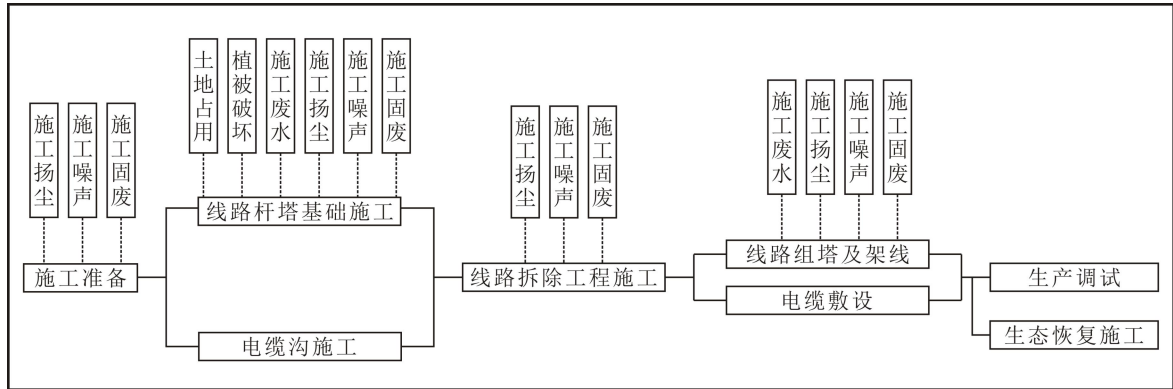 土地占用
植被破坏
施工废水
施工扬尘
施工噪声
施工固废
施工扬尘
施工噪声
施工固废
施工扬尘
施工噪声
施工固废
施工废水
施工扬尘
施工噪声
施工固废
线路杆塔基础施工
施工准备
线路拆除工程施工
线路组塔及架线
生产调试
电缆敷设
电缆沟施工
生态恢复施工